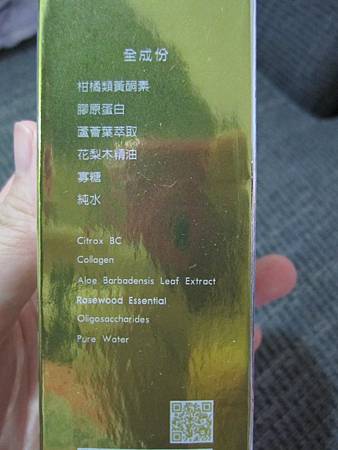 全成份
柑橘類黃酮素
膠原蛋白
蘆薈葉萃取
花梨木精油
寡糖
純水
Citrox BC
Collagen
Aloe Barbadensis Leaf Extract
Rosewood Essential
Oligosaccharides
Pure Water